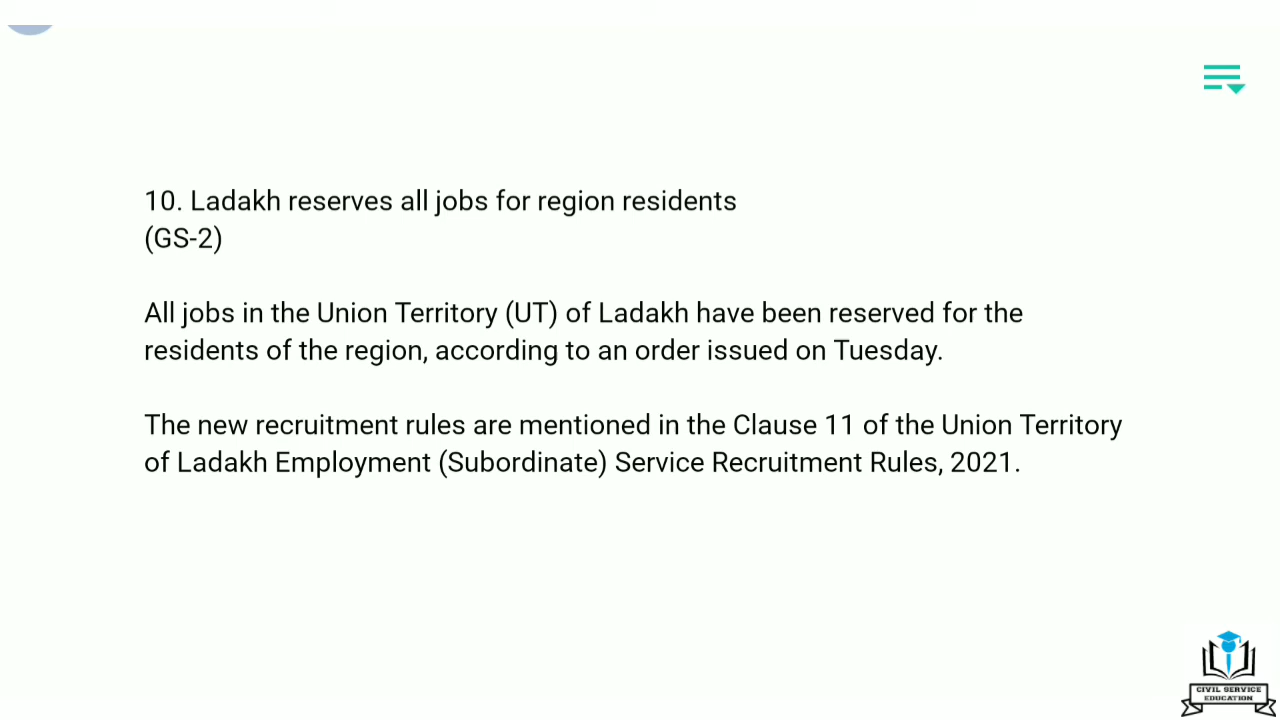 10. Ladakh reserves all jobs for region residents
(GS-2)
All jobs in the Union Territory (UT) of Ladakh have been reserved for the
residents of the region, according to an order issued on Tuesday.
The new recruitment rules are mentioned in the Clause 11 of the Union Territory
of Ladakh Employment (Subordinate) Service Recruitment Rules, 2021.
CIVIL SERVICE
EDUCATION